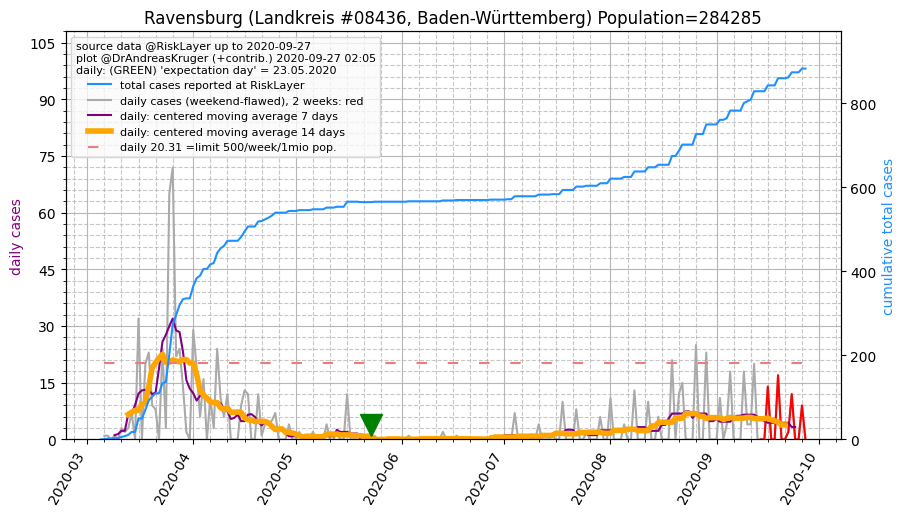 Ravensburg (Landkreis #08436, Baden-Württemberg) Population=284285
source data @RiskLayer up to 2020-09-27
plot @DrAndreasKruger (+contrib.) 2020-09-27 02:05
daily: (GREEN) 'expectation day' = 23.05.2020
total cases reported at RiskLayer
daily cases (weekend-flawed), 2 weeks: red
daily: centered moving average 7 days
daily: centered moving average 14 days
daily 20.31 =limit 500/week/1mio pop.
daily cases
105
90
75
60
45
30
15
0
800
600
400
200
0
cumulative total cases
2020-03
2020-04
2020-05
2020-06
2020-07
2020-08
2020-09
2020-10